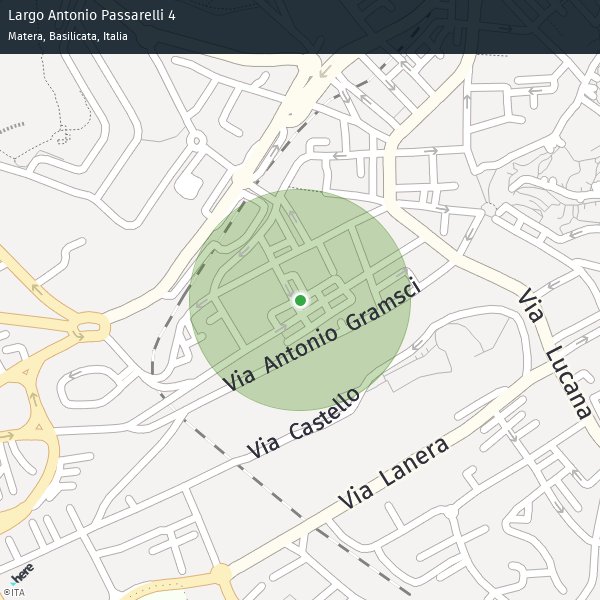 Largo Antonio Passarelli 4
Matera, Basilicata, Italia
Via Antonio Gramsci
Via Lucana
Via Castello
Via Lanera
here
©ITA